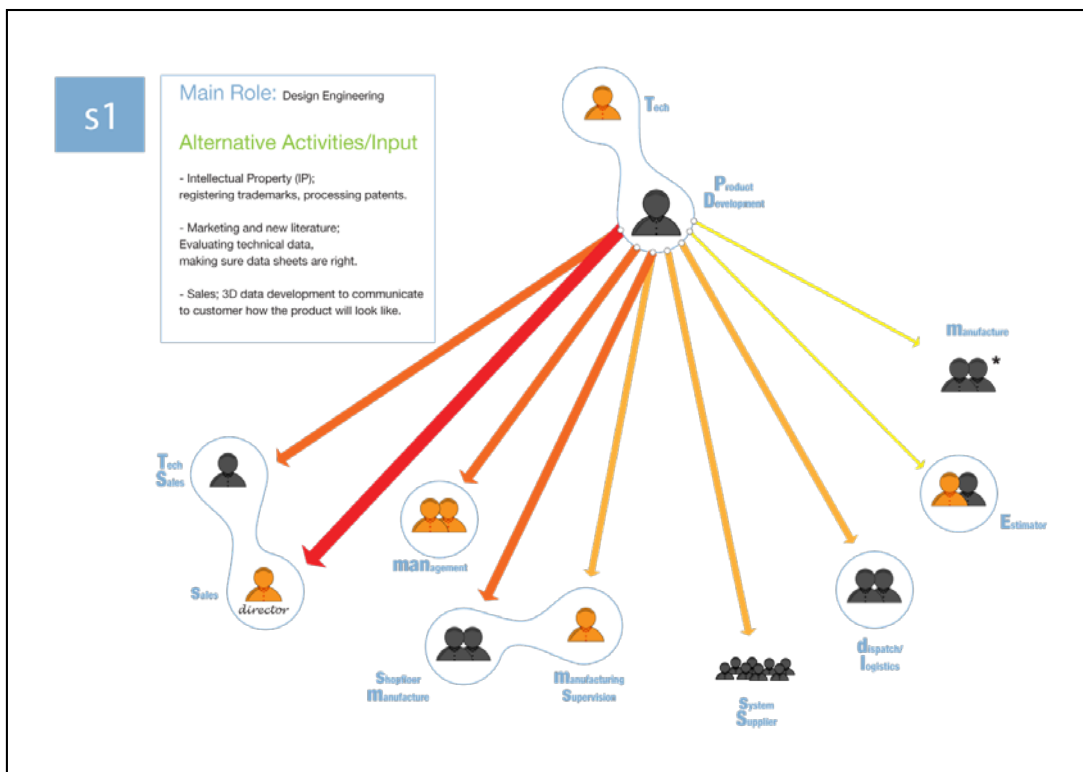 s1
Main Role: Design Engineering
Alternative Activities/Input
- Intellectual Property (IP);
registering trademarks, processing patents.
- Marketing and new literature;
Evaluating technical data,
making sure data sheets are right.
- Sales; 3D data development to communicate
to customer how the product will look like.
Tech
Product
Development
manufacture
*
Tech
Sales
Estimator
management
Sales
director
dispatch/
logistics
Shopfloor
manufacture
manufacturing
Supervision
System
Supplier